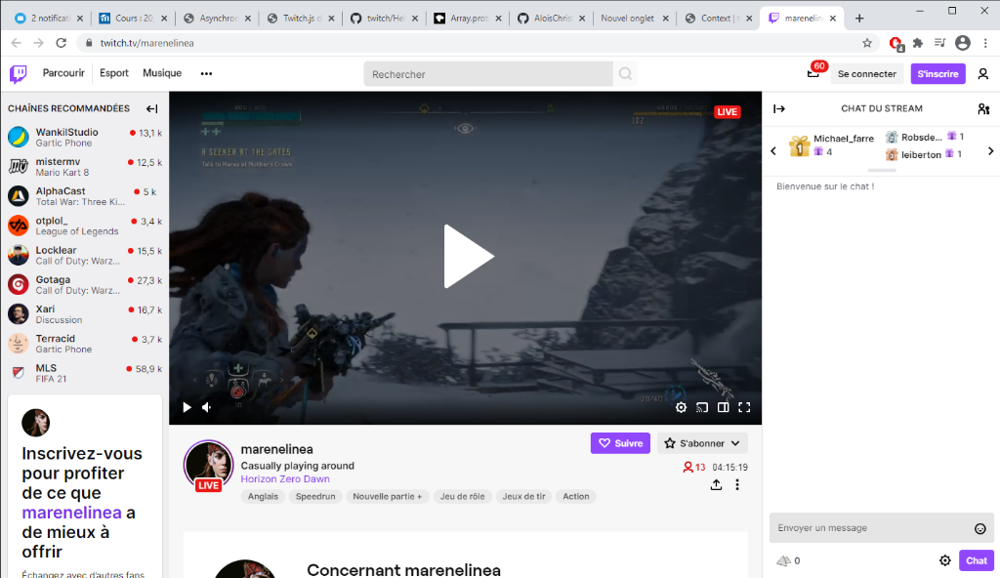 2 notificati
Cours : 20
Asynchron
Twitch.js d
twitch/He
Array.prot
AloisChris
Nouvel onglet
Context |
marenelin
twitch.tv/marenelinea
4
Parcourir
Esport
Musique
Rechercher
60
Se connecter
S'inscrire
CHAÎNES RECOMMANDÉES
WankilStudio 13,1 k
Gartic Phone
mistermv 12,5 k
Mario Kart 8
AlphaCast 5 k
Total War: Three Ki...
otplol_ 3,4 k
League of Legends
Locklear 15,5 k
Call of Duty: Warz...
Gotaga 27,3 k
Call of Duty: Warz...
Xari 16,7 k
Discussion
Terracid 3,7 k
Gartic Phone
MLS 58,9 k
FIFA 21
Inscrivez-vous
pour profiter
de ce que
marenelinea a
de mieux à
offrir
Échangez avec d'autres fans
A SEEKER AT THE GATES
Talk to Marea at Mother's Crown
LIVE
marenelinea
Casually playing around
Horizon Zero Dawn
LIVE
Anglais
Speedrun
Nouvelle partie +
Jeu de rôle
Jeux de tir
Action
Suivre
S'abonner
13 04:15:19
Concernant marenelinea
CHAT DU STREAM
1
Michael_farre
4
Robsde... 1
leiberton 1
Bienvenue sur le chat !
Envoyer un message
0
Chat